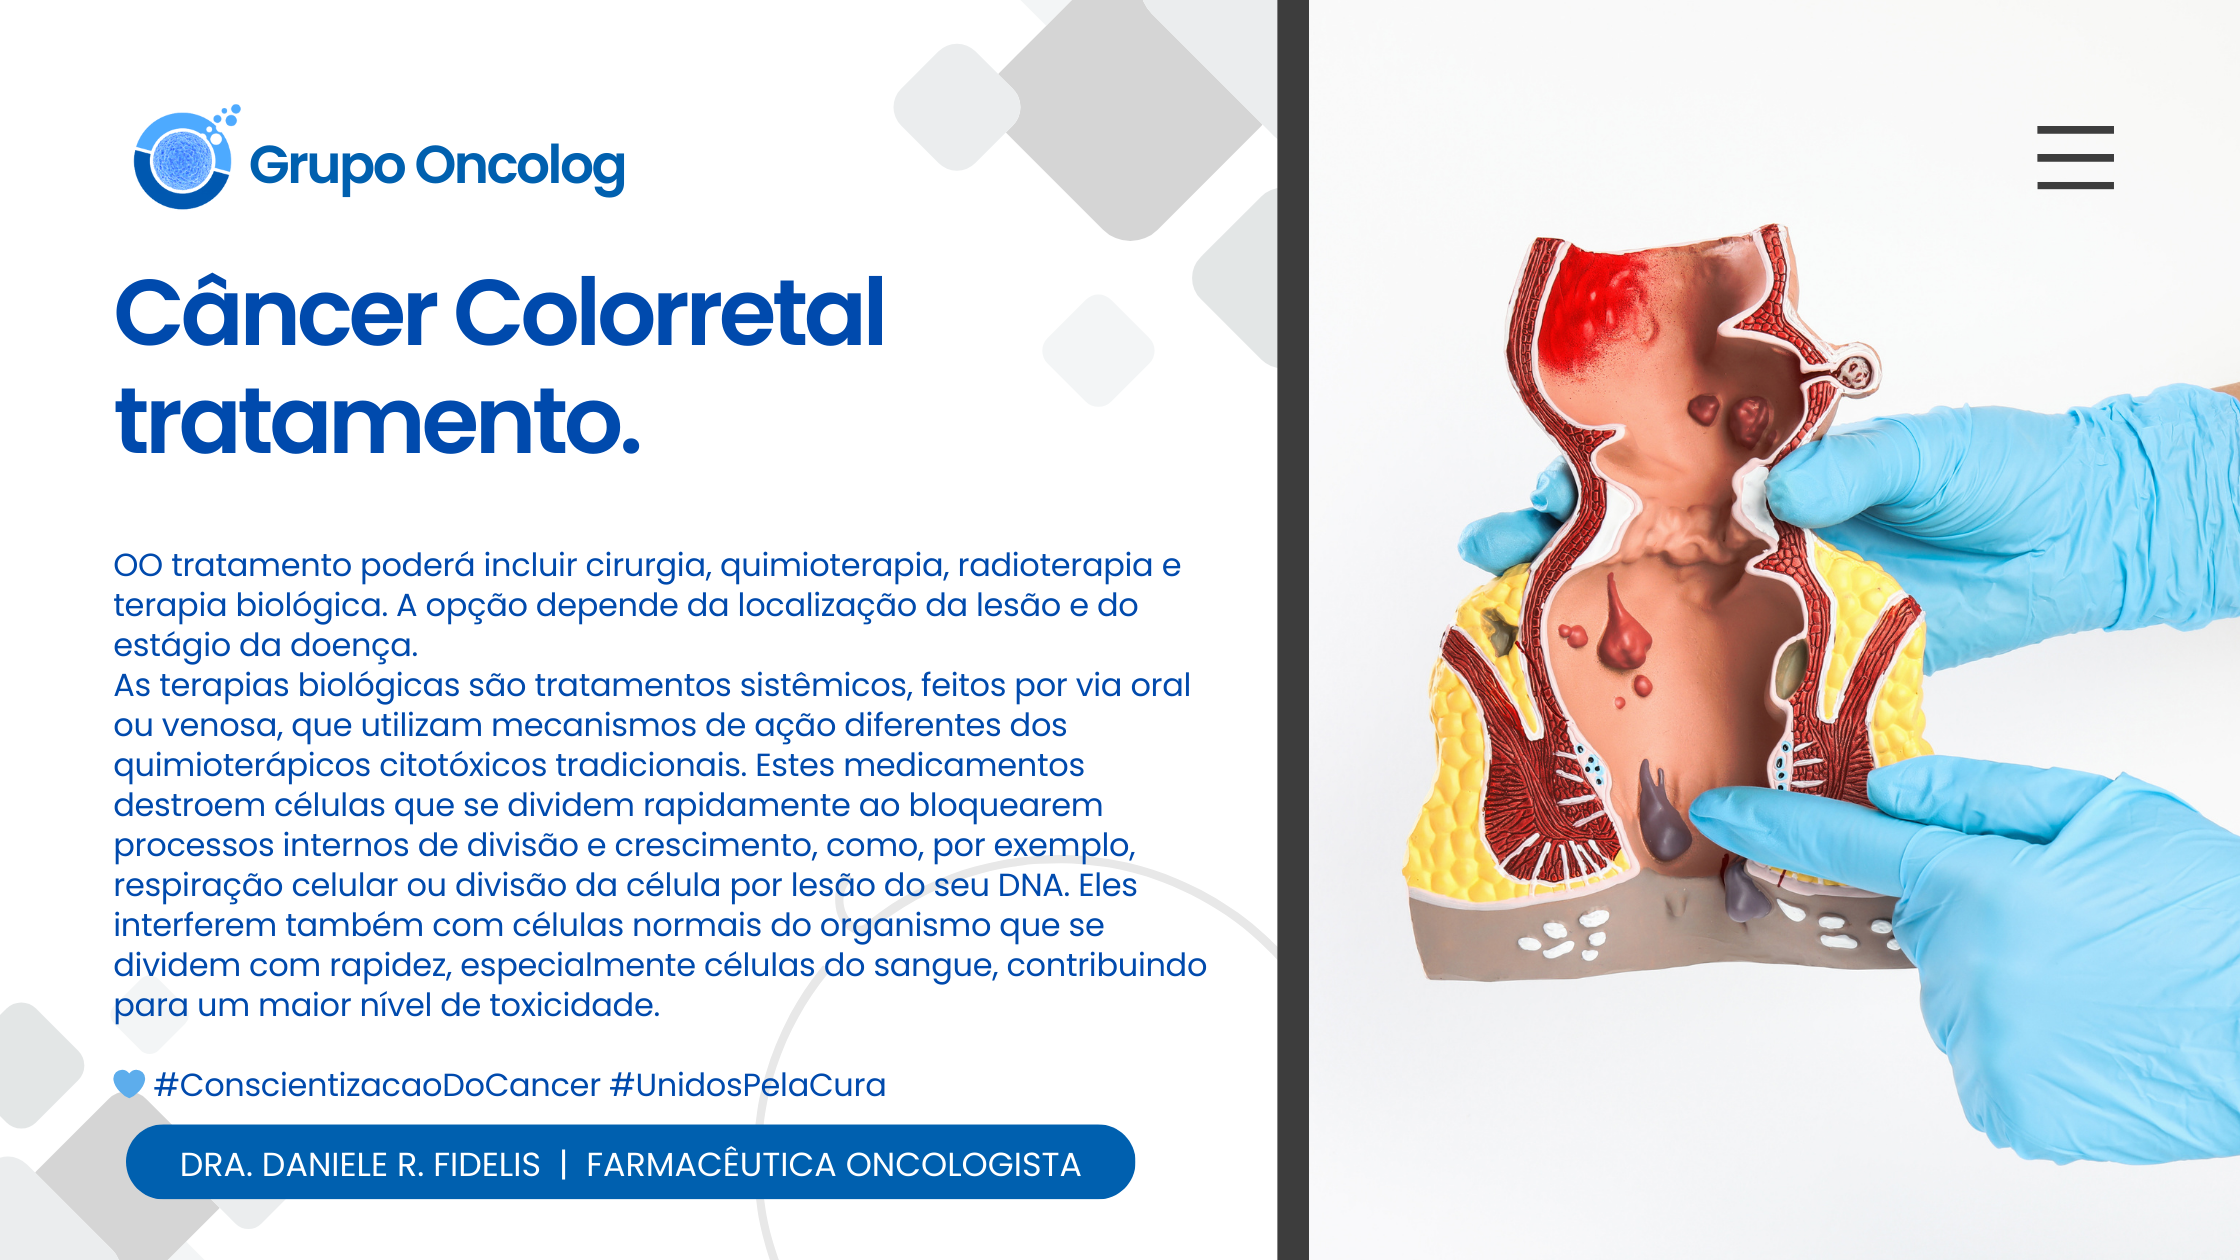 Grupo Oncolog
Câncer Colorretal
tratamento.
OO tratamento poderá incluir cirurgia, quimioterapia, radioterapia e
terapia biológica. A opção depende da localização da lesão e do
estágio da doença.
As terapias biológicas são tratamentos sistêmicos, feitos por via oral
ou venosa, que utilizam mecanismos de ação diferentes dos
quimioterápicos citotóxicos tradicionais. Estes medicamentos
destroem células que se dividem rapidamente ao bloquearem
processos internos de divisão e crescimento, como, por exemplo,
respiração celular ou divisão da célula por lesão do seu DNA. Eles
interferem também com células normais do organismo que se
dividem com rapidez, especialmente células do sangue, contribuindo
para um maior nível de toxicidade.
#ConscientizacaoDoCancer #UnidosPelaCura
DRA. DANIELE R. FIDELIS | FARMACÊUTICA ONCOLOGISTA